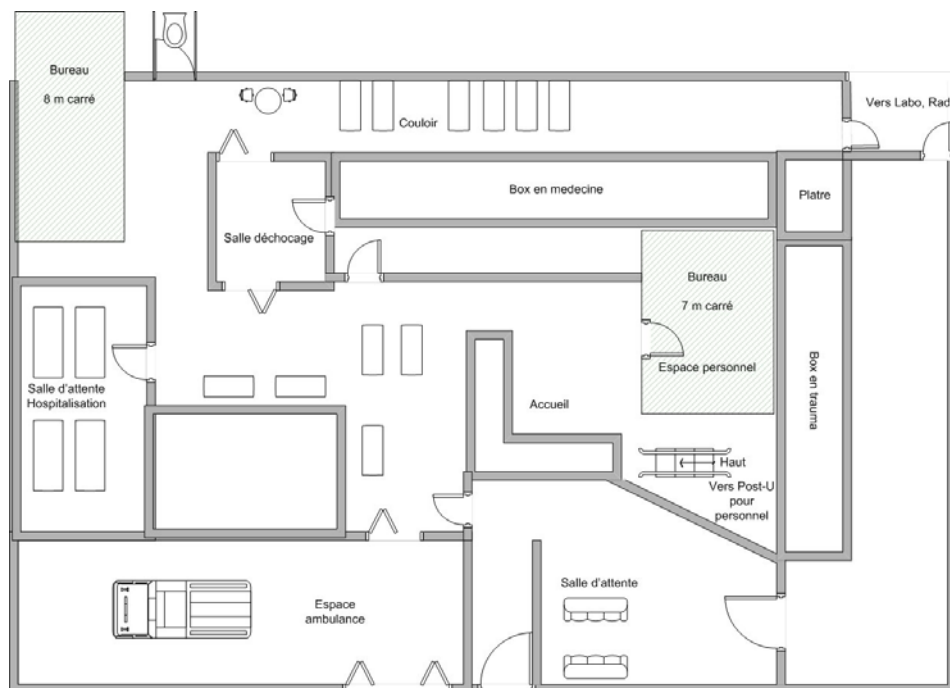 Bureau
8 m carré
Couloir
Vers Labo, Rad
Box en medecine
Platre
Salle déchocage
Bureau
7 m carré
Espace personnel
Box en trauma
Salle d'attente
Hospitalisation
Accueil
Haut
Vers Post-U
pour
personnel
Salle d'attente
Espace
ambulance